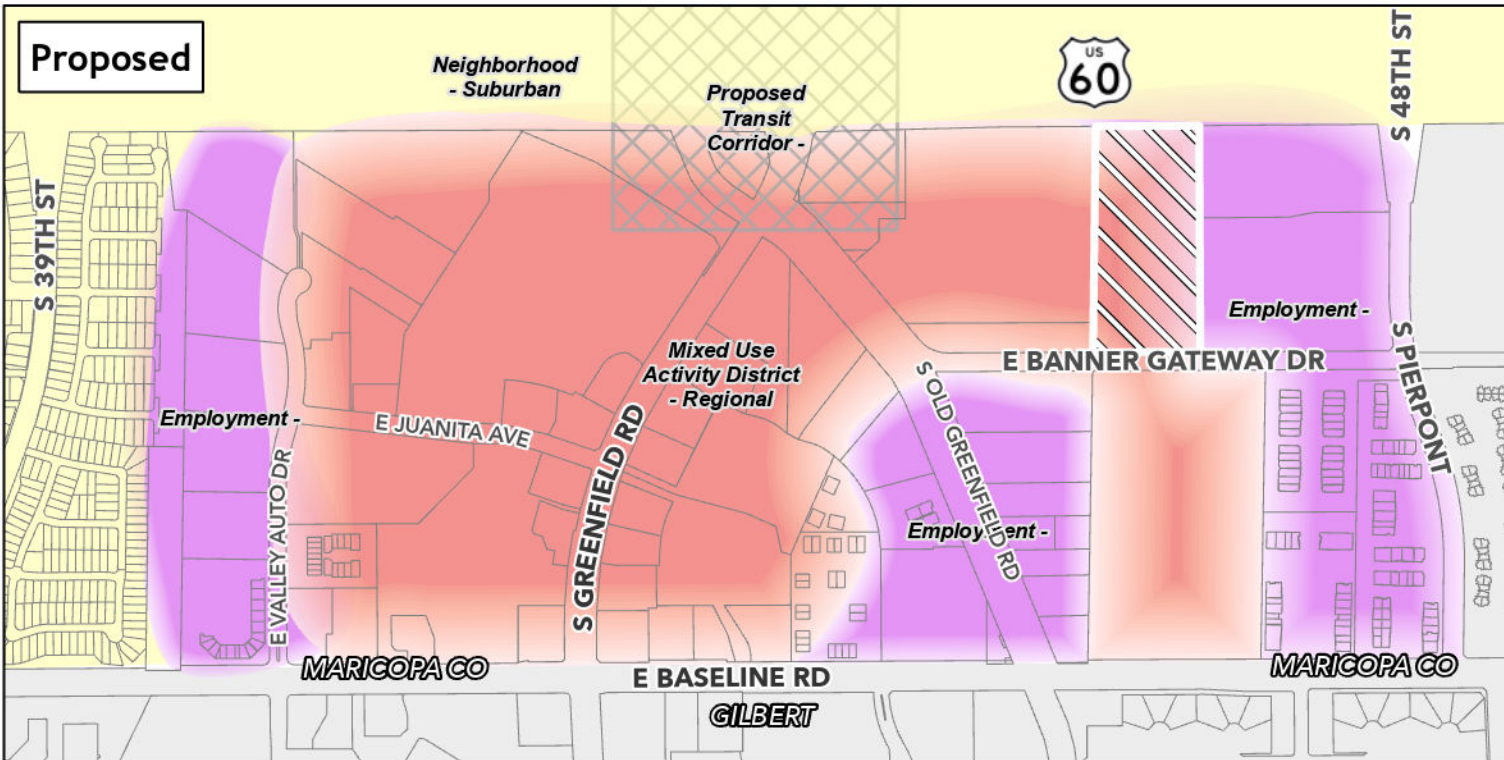 Proposed
Neighborhood
- Suburban
Proposed
Transit
Corridor -
US
60
S 48TH ST
S 39TH ST
Employment -
Mixed Use
Activity District
- Regional
E BANNER GATEWAY DR
S PIERPONT
Employment -
E JUANITA AVE
S GREENFIELD RD
S OLD GREENFIELD RD
E VALLEY AUTO DR
Employment -
MARICOPA CO
E BASELINE RD
MARICOPA CO
GILBERT